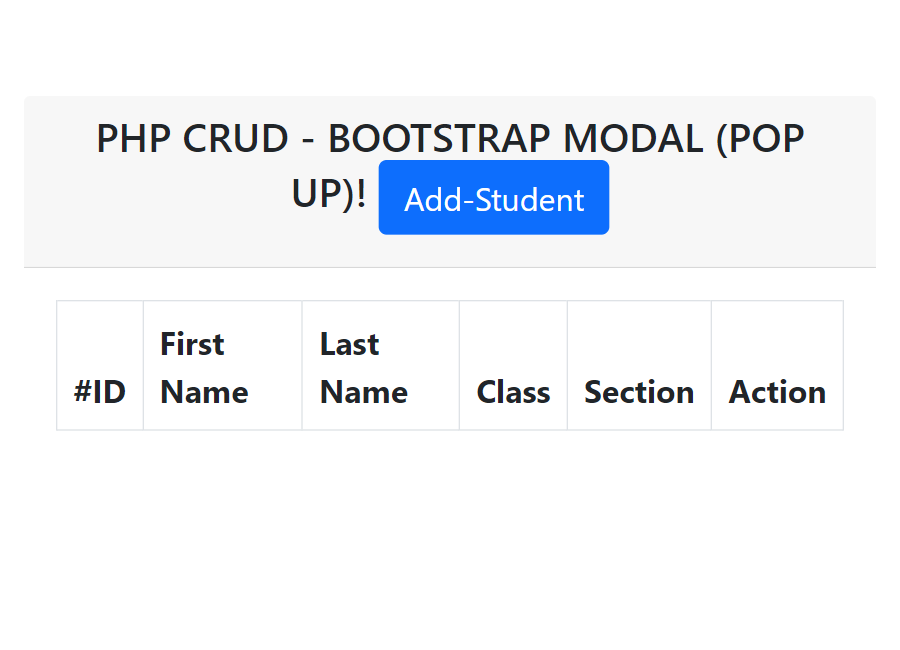 PHP CRUD - BOOTSTRAP MODAL (POP
UP)! Add-Student
#ID First Name Last Name Class Section Action